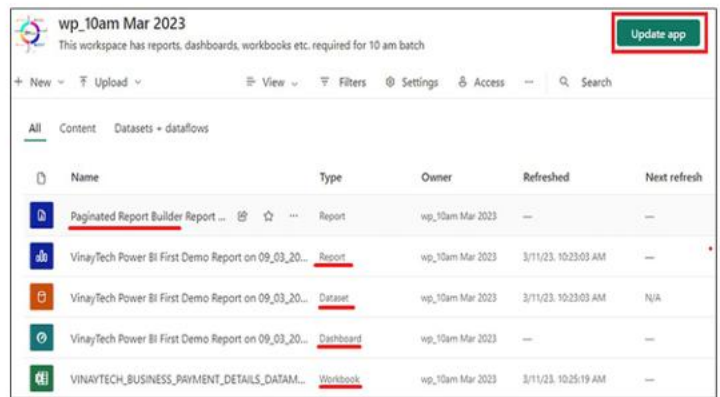 wp_10am Mar 2023
This workspace has reports, dashboards, workbooks etc. required for 10 am batch
Update app
+ New Upload View Filters Settings Access ... Search
All Content Datasets + dataflows
Name Type Owner Refreshed Next refresh
Paginated Report Builder Report ... ... Report wp_10am Mar 2023 — —
VinayTech Power BI First Demo Report on 09_03_20... Report wp_10am Mar 2023 3/11/23, 10:23:03 AM —
VinayTech Power BI First Demo Report on 09_03_20... Dataset wp_10am Mar 2023 3/11/23, 10:23:03 AM N/A
VinayTech Power BI First Demo Report on 09_03_20... Dashboard wp_10am Mar 2023 — —
VINAYTECH_BUSINESS_PAYMENT_DETAILS_DATAM... Workbook wp_10am Mar 2023 3/11/23, 10:25:19 AM —